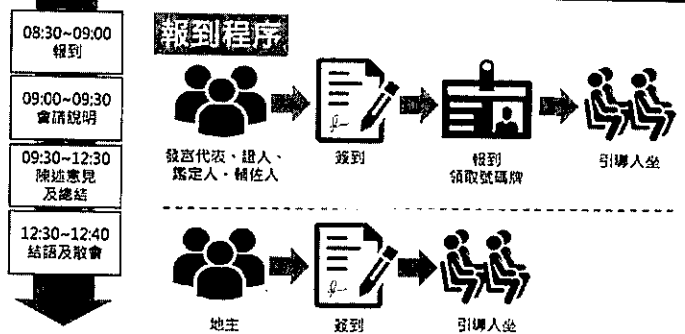 08:30~09:00
報到
09:00~09:30
會議說明
09:30~12:30
陳述意見
及總結
12:30~12:40
結語及散會
報到程序
發言代表、證人、
鑑定人、輔佐人
簽到
報到
領取號碼牌
引導入坐
地主
簽到
引導入坐